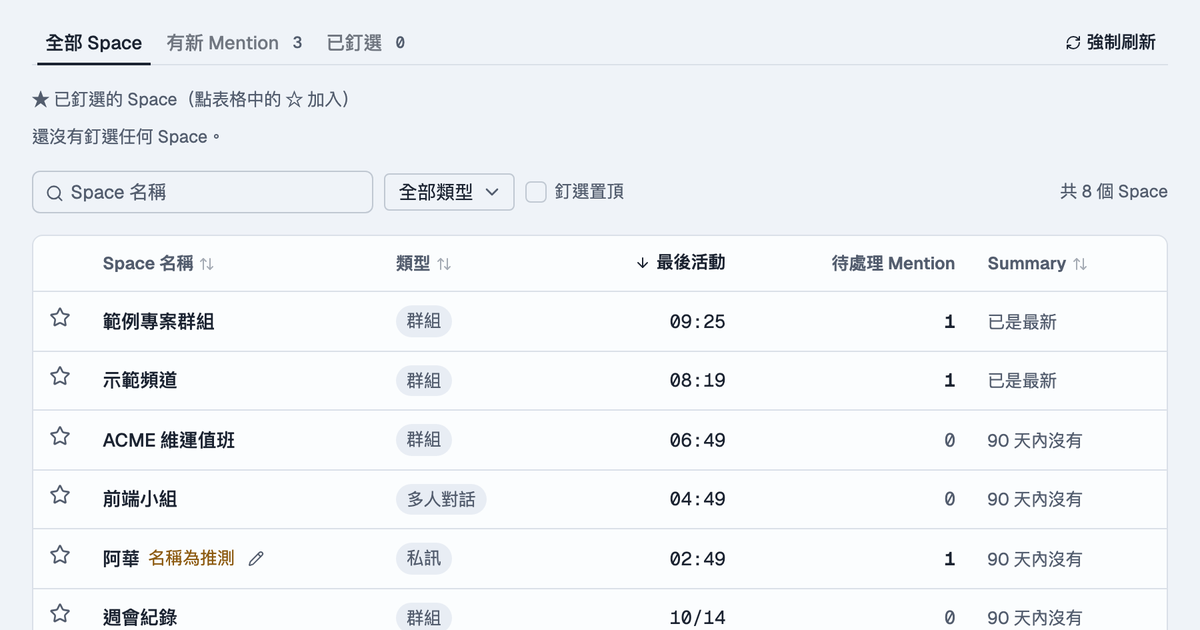 全部 Space 有新 Mention 3 已釘選 0 強制刷新
★ 已釘選的 Space（點表格中的 ☆ 加入）
還沒有釘選任何 Space。
Space 名稱 全部類型 釘選置頂 共 8 個 Space
Space 名稱 ↑↓ 類型 ↑↓ ↓ 最後活動 待處理 Mention Summary ↑↓
☆ 範例專案群組 群組 09:25 1 已是最新
☆ 示範頻道 群組 08:19 1 已是最新
☆ ACME 維運值班 群組 06:49 0 90 天內沒有
☆ 前端小組 多人對話 04:49 0 90 天內沒有
☆ 阿華 名稱為推測 私訊 02:49 1 90 天內沒有
☆ 週會紀錄 群組 10/14 0 90 天內沒有